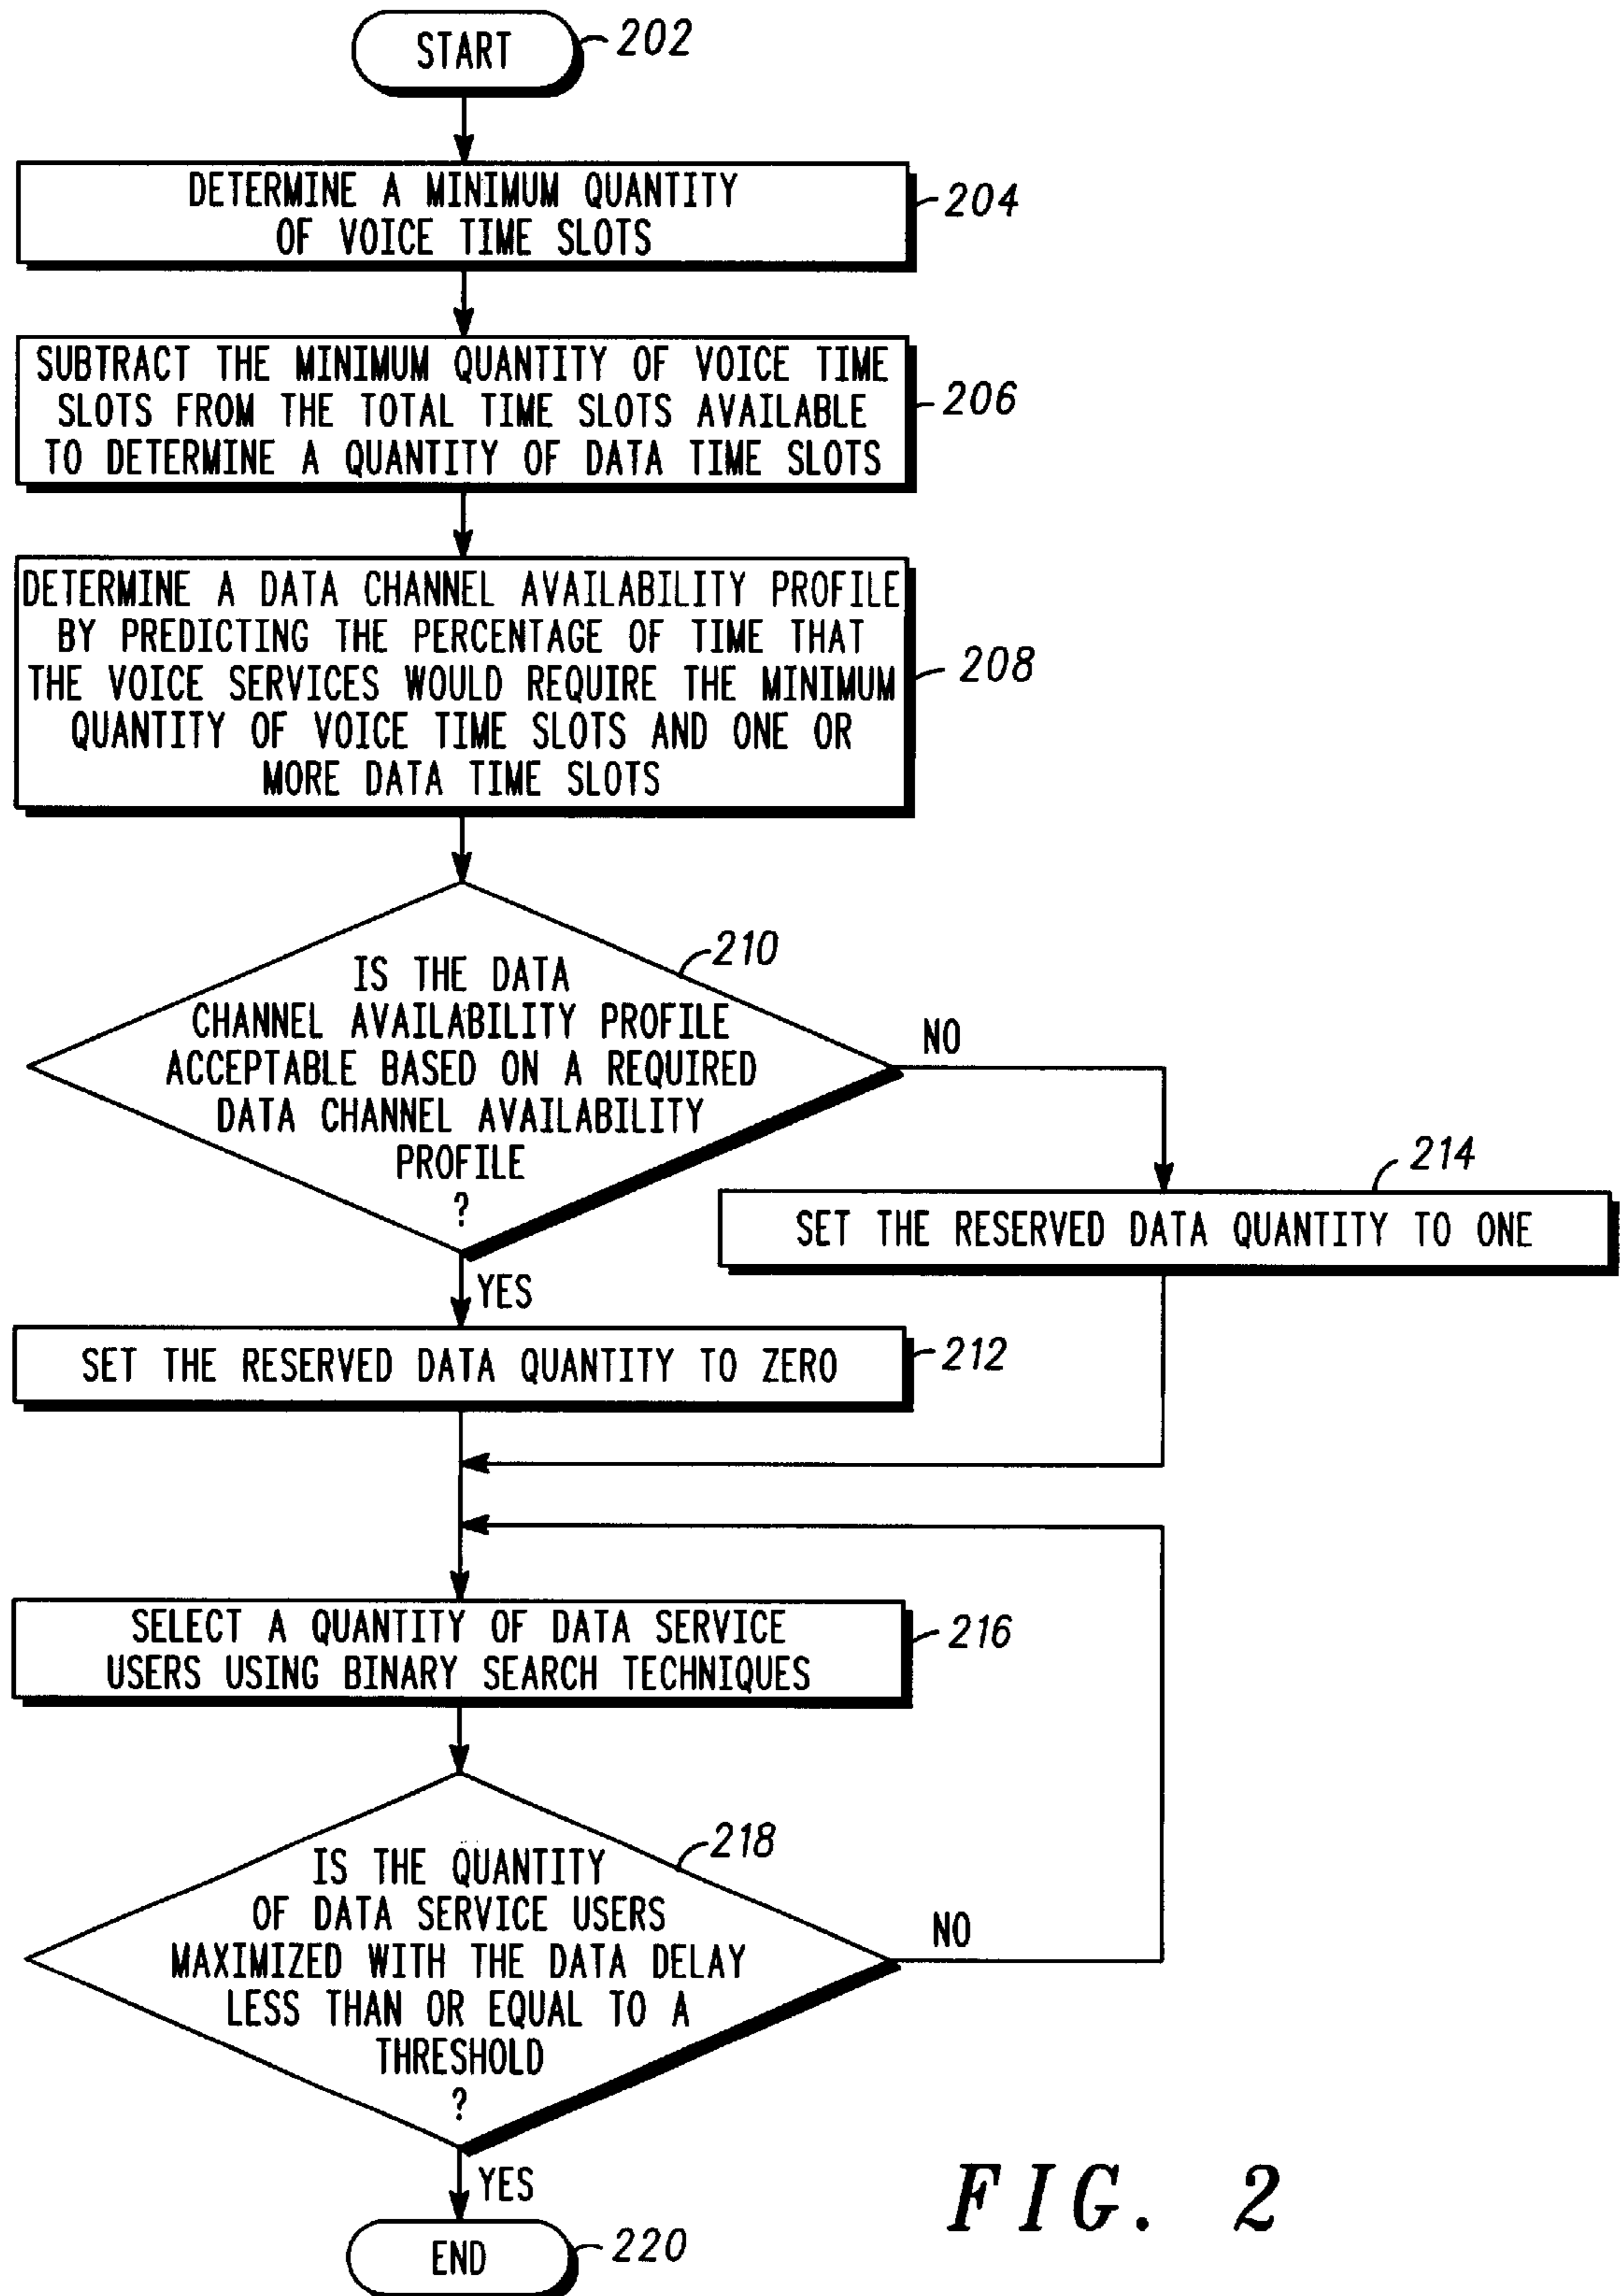 START
202
DETERMINE A MINIMUM QUANTITY
OF VOICE TIME SLOTS
204
SUBTRACT THE MINIMUM QUANTITY OF VOICE TIME
SLOTS FROM THE TOTAL TIME SLOTS AVAILABLE
TO DETERMINE A QUANTITY OF DATA TIME SLOTS
206
DETERMINE A DATA CHANNEL AVAILABILITY PROFILE
BY PREDICTING THE PERCENTAGE OF TIME THAT
THE VOICE SERVICES WOULD REQUIRE THE MINIMUM
QUANTITY OF VOICE TIME SLOTS AND ONE OR
MORE DATA TIME SLOTS
208
210
IS THE DATA
CHANNEL AVAILABILITY PROFILE
ACCEPTABLE BASED ON A REQUIRED
DATA CHANNEL AVAILABILITY
PROFILE
?
NO
214
SET THE RESERVED DATA QUANTITY TO ONE
YES
SET THE RESERVED DATA QUANTITY TO ZERO
212
SELECT A QUANTITY OF DATA SERVICE
USERS USING BINARY SEARCH TECHNIQUES
216
218
IS THE QUANTITY
OF DATA SERVICE USERS
MAXIMIZED WITH THE DATA DELAY
LESS THAN OR EQUAL TO A
THRESHOLD
?
NO
YES
END
220
FIG. 2